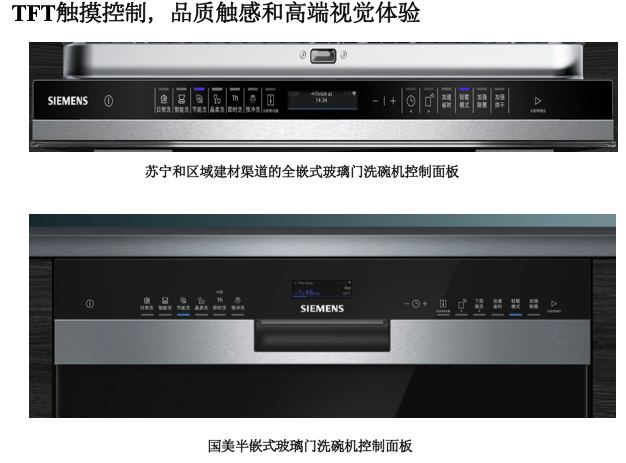 TFT触摸控制，品质触感和高端视觉体验
SIEMENS
日常洗 智能洗 节能洗 晶柔洗 1h 即时洗 预冲洗
Finish at
14:34
− | +
加速省时 轻载模式 加强除菌 加强烘干
苏宁和区域建材渠道的全嵌式玻璃门洗碗机控制面板
SIEMENS
日常洗 智能洗 节能洗 晶柔洗 1h 即时洗 预冲洗
− +
下层强洗 加速省时 轻载模式 加强除菌
国美半嵌式玻璃门洗碗机控制面板